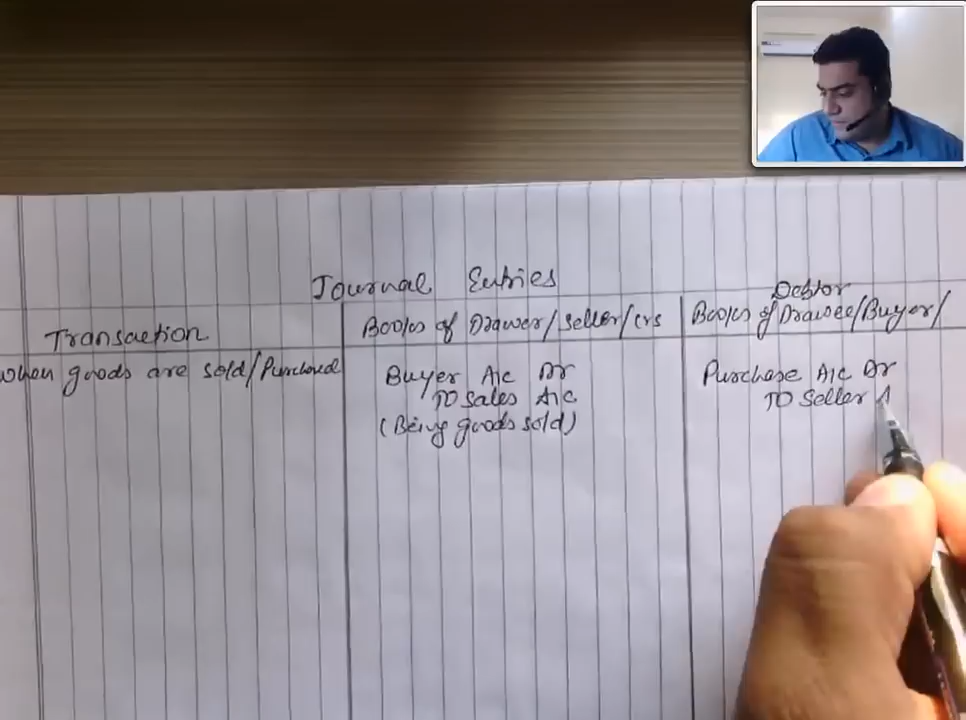 Journal Entries
Transaction
Books of Drawer/Seller/Crs
Debtor
Books of Drawee/Buyer/
When goods are sold/Purchased
Buyer A/c Dr
TO Sales A/c
(Being goods sold)
Purchase A/c Dr
TO Seller A